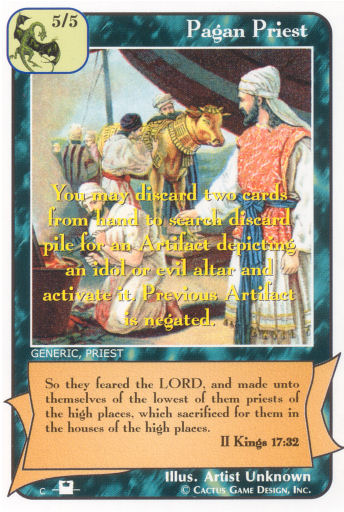 5/5
Pagan Priest
You may discard two cards
from hand to search discard
pile for an Artifact depicting
an idol or evil altar and
activate it. Previous Artifact
is negated.
GENERIC, PRIEST
So they feared the LORD, and made unto
themselves of the lowest of them priests of
the high places, which sacrificed for them in
the houses of the high places.
II Kings 17:32
Illus. Artist Unknown
C
© CACTUS GAME DESIGN, INC.